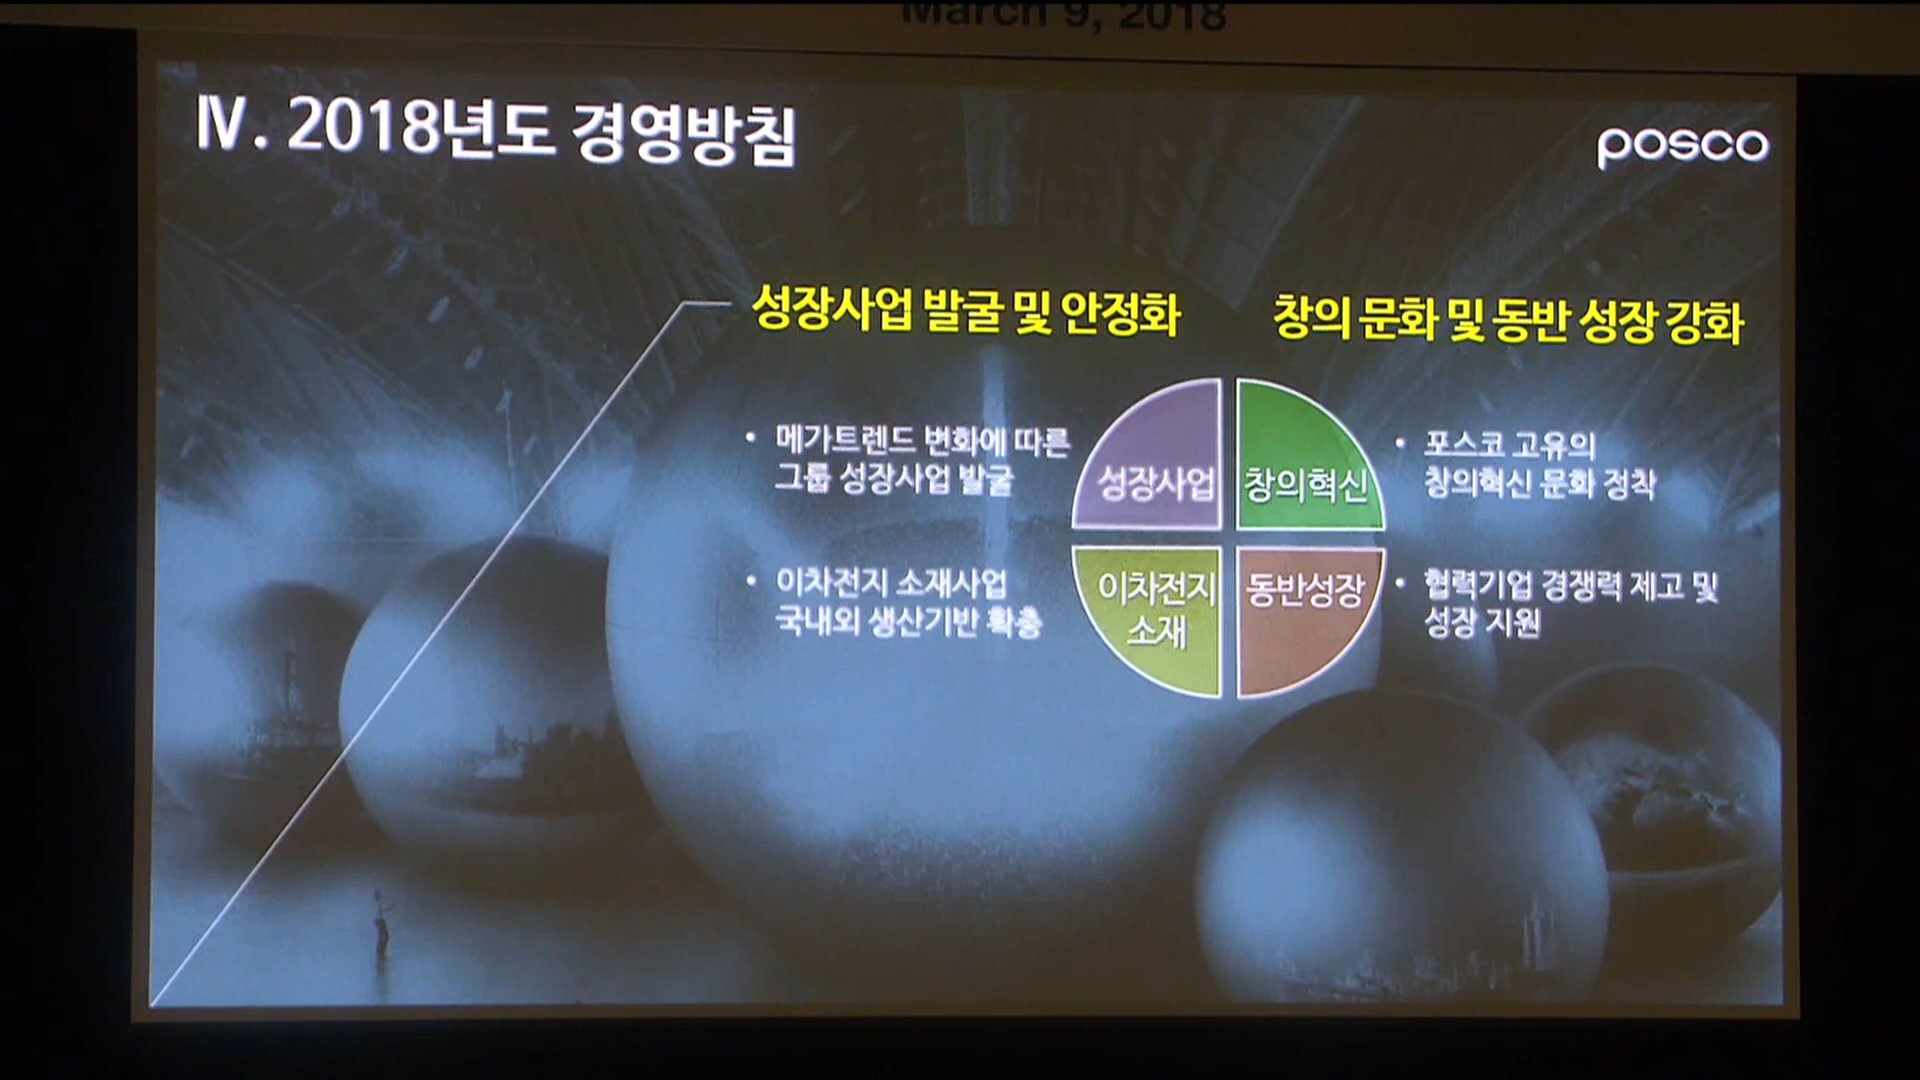 March 9, 2018
Ⅳ. 2018년도 경영방침
posco
성장사업 발굴 및 안정화
창의 문화 및 동반 성장 강화
• 메가트렌드 변화에 따른
그룹 성장사업 발굴
성장사업
창의혁신
• 포스코 고유의
창의혁신 문화 정착
• 이차전지 소재사업
국내외 생산기반 확충
이차전지
소재
동반성장
• 협력기업 경쟁력 제고 및
성장 지원